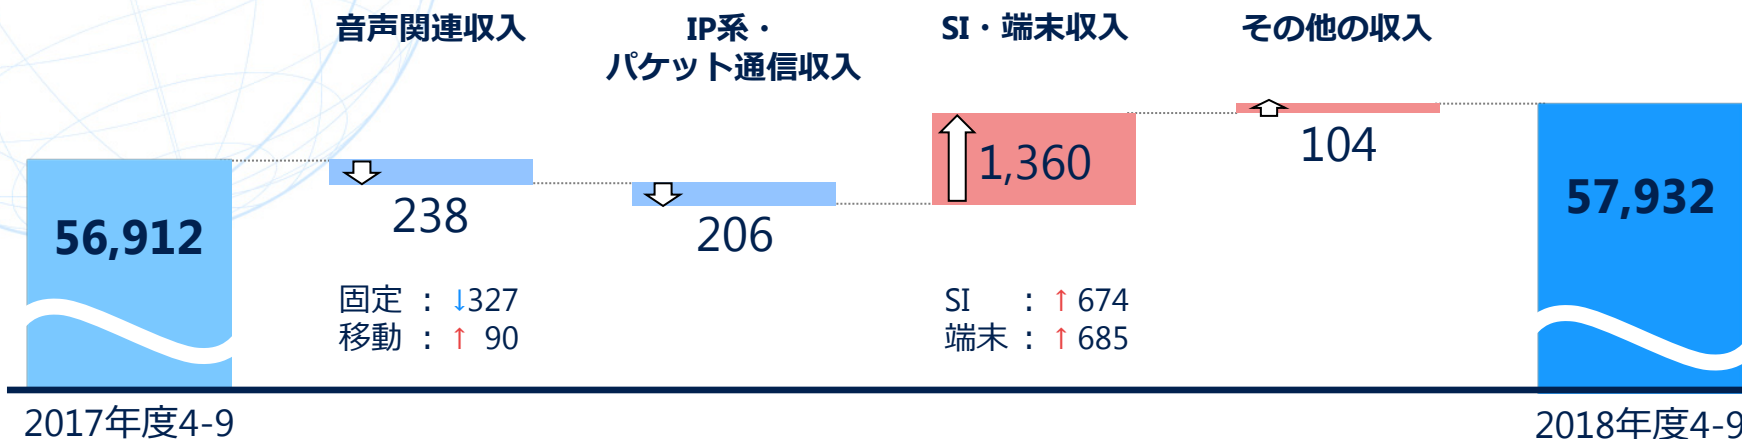 音声関連収入
IP系・
パケット通信収入
SI・端末収入
その他の収入
56,912
238
206
1,360
104
57,932
固定 : ↓327
移動 : ↑ 90
SI : ↑ 674
端末 : ↑ 685
2017年度4-9
2018年度4-9